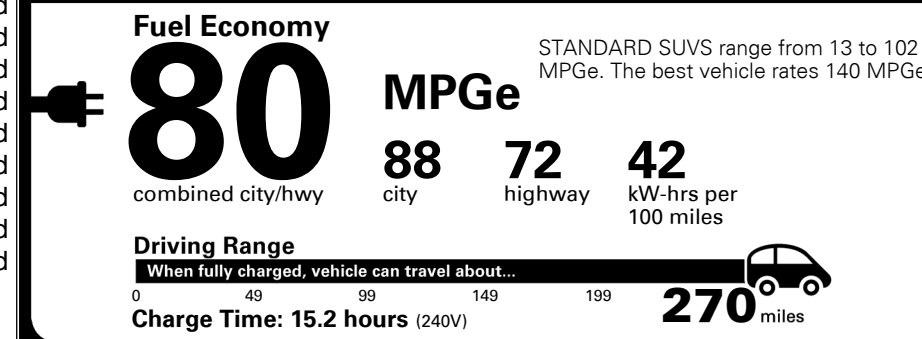 Fuel Economy
80
combined city/hwy
MPGe
STANDARD SUVS range from 13 to 102
MPGe. The best vehicle rates 140 MPGe
88
city
72
highway
42
kW-hrs per
100 miles
Driving Range
When fully charged, vehicle can travel about...
0 49 99 149 199
270 miles
Charge Time: 15.2 hours (240V)